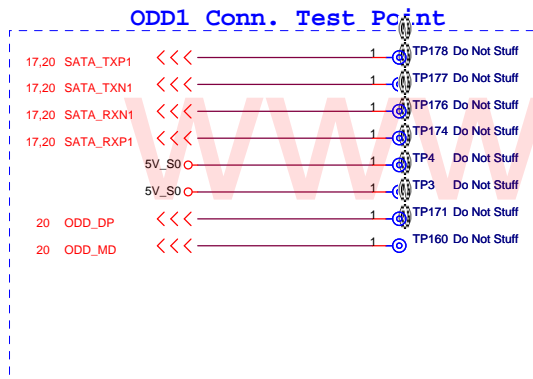 ODD1 Conn. Test Point
17,20 SATA_TXP1 1 TP178 Do Not Stuff
17,20 SATA_TXN1 1 TP177 Do Not Stuff
17,20 SATA_RXN1 1 TP176 Do Not Stuff
17,20 SATA_RXP1 1 TP174 Do Not Stuff
5V_S0 1 TP4 Do Not Stuff
5V_S0 1 TP3 Do Not Stuff
20 ODD_DP 1 TP171 Do Not Stuff
20 ODD_MD 1 TP160 Do Not Stuff
WWW